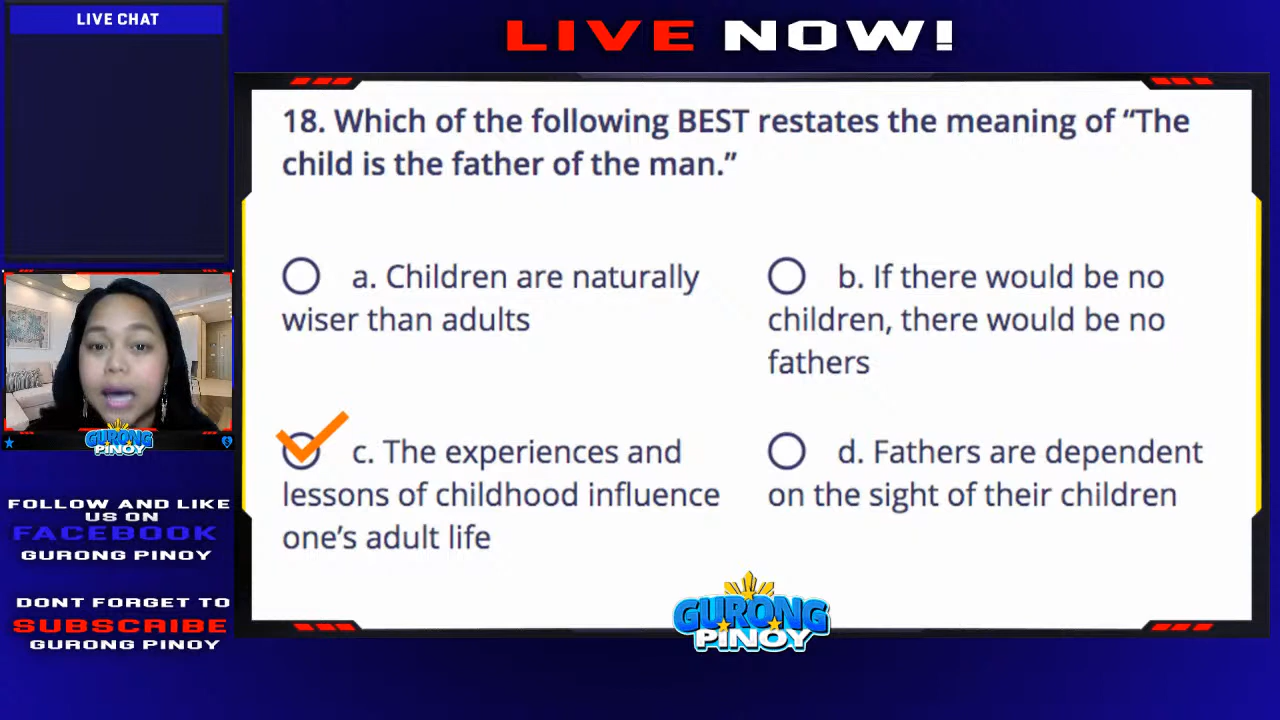 LIVE CHAT
LIVE NOW!
18. Which of the following BEST restates the meaning of “The
child is the father of the man.”
a. Children are naturally
wiser than adults
b. If there would be no
children, there would be no
fathers
c. The experiences and
lessons of childhood influence
one’s adult life
d. Fathers are dependent
on the sight of their children
GURONG
PINOY
FOLLOW AND LIKE
US ON
FACEBOOK
GURONG PINOY
DONT FORGET TO
SUBSCRIBE
GURONG PINOY
GURONG
PINOY